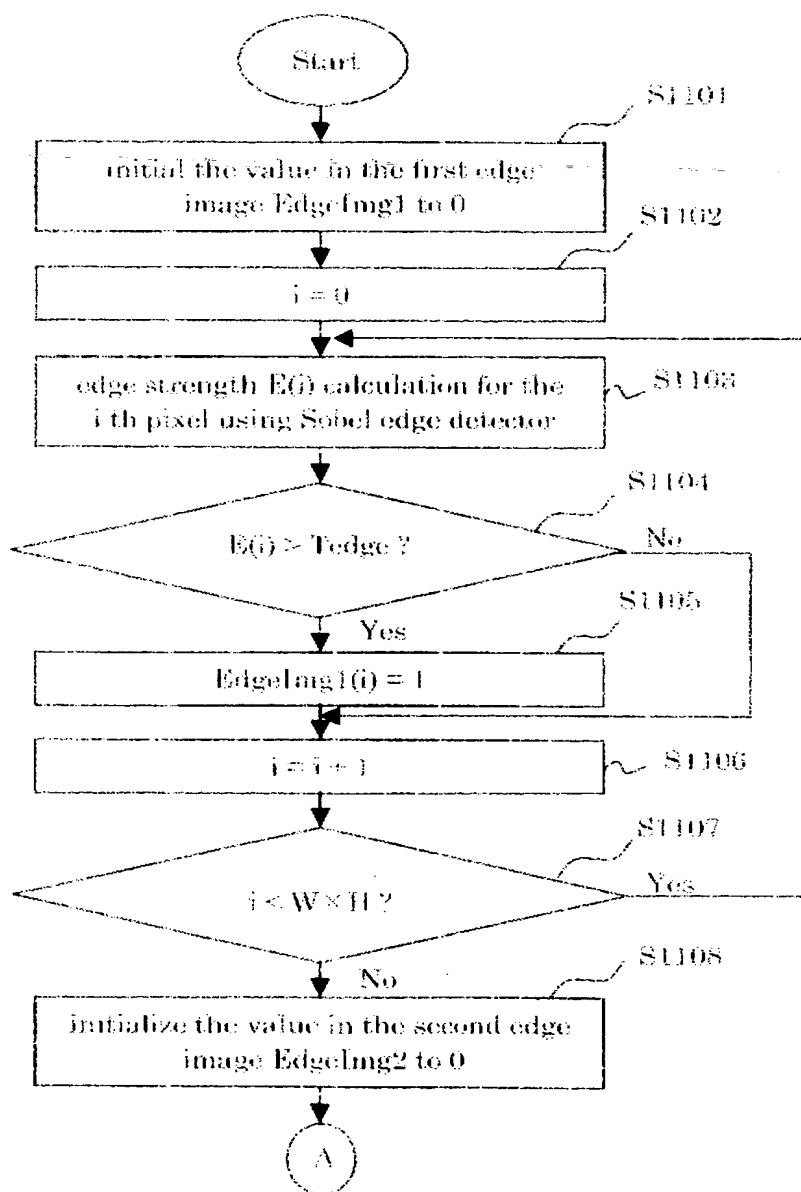 Start
S1101
initial the value in the first edge
image EdgeImg1 to 0
S1102
i = 0
edge strength E(i) calculation for the
i th pixel using Sobel edge detector
S1103
S1104
E(i) > Tedge ?
No
S1105
Yes
EdgeImg1(i) = 1
i = i + 1
S1106
S1107
i < W × H ?
Yes
S1108
No
initialize the value in the second edge
image EdgeImg2 to 0
A